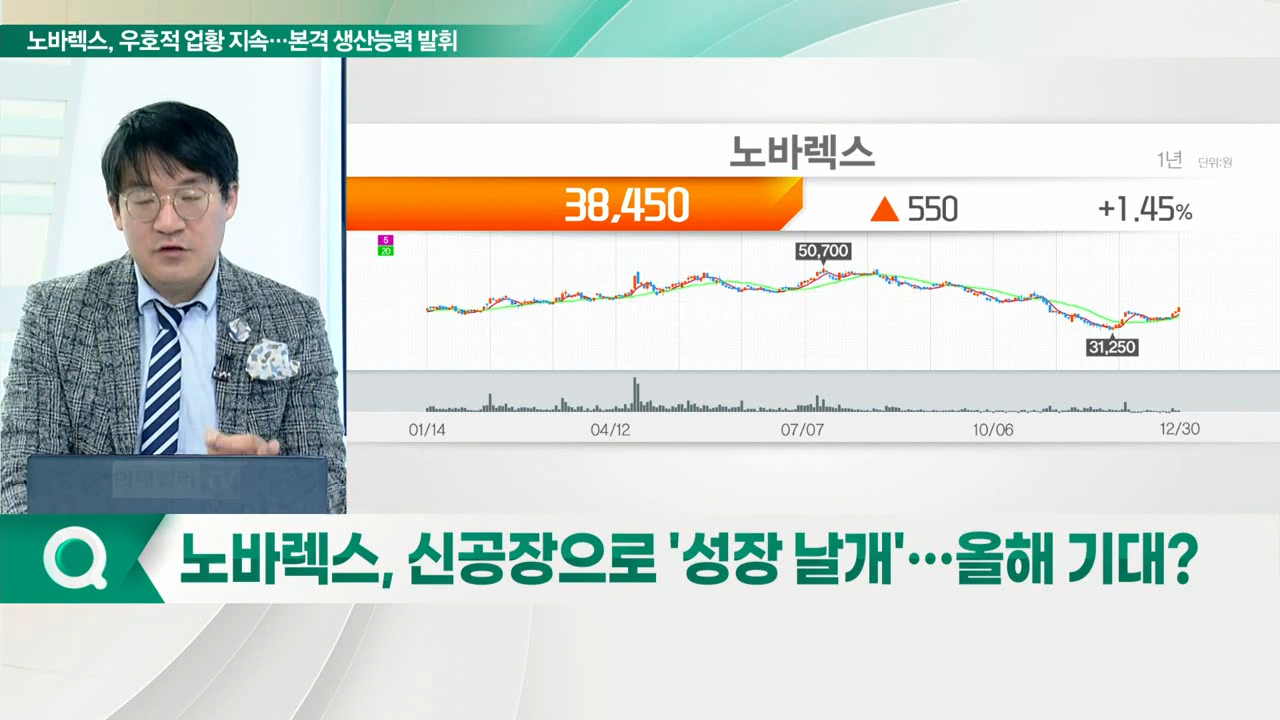 노바렉스, 우호적 업황 지속…본격 생산능력 발휘
노바렉스
1년 단위:원
38,450 ▲ 550 +1.45%
5
20
50,700
31,250
01/14 04/12 07/07 10/06 12/30
노바렉스, 신공장으로 '성장 날개'…올해 기대?